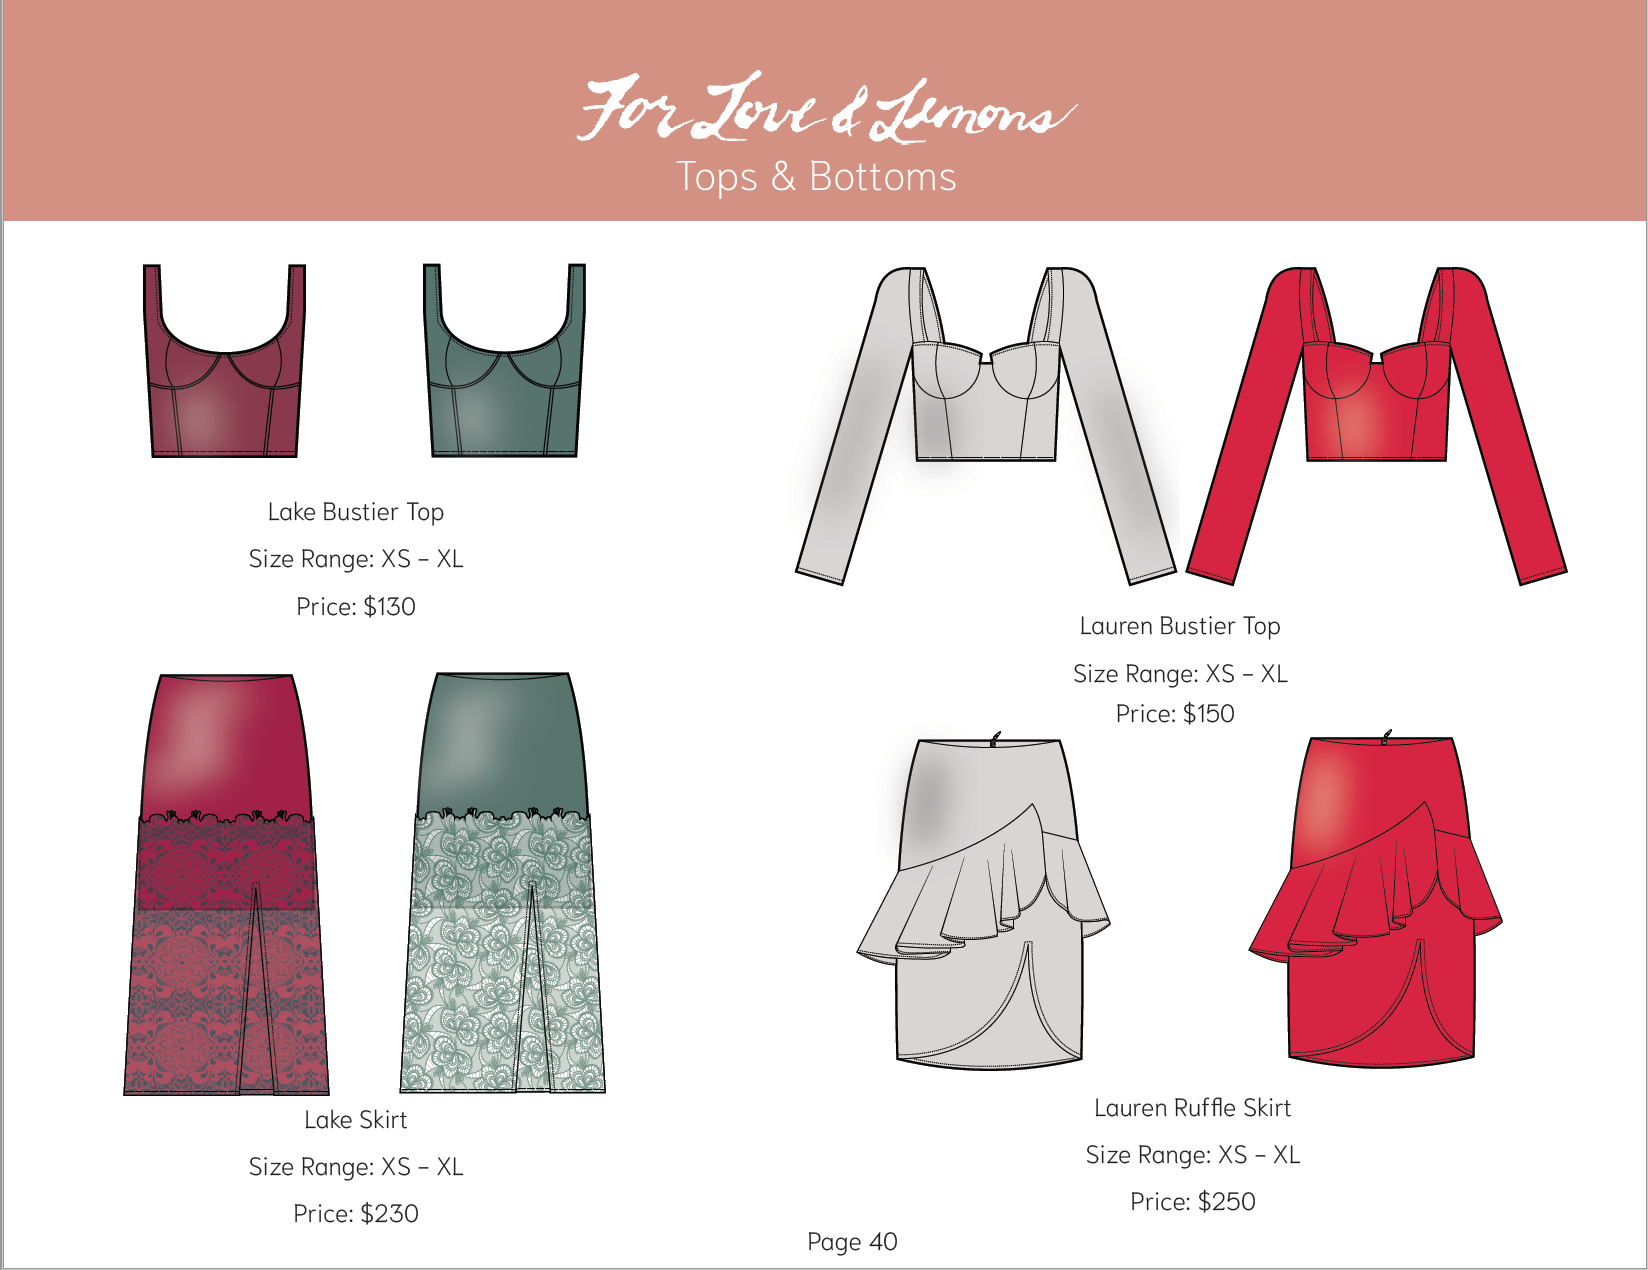 For Love & Lemons
Tops & Bottoms
Lake Bustier Top
Size Range: XS - XL
Price: $130
Lauren Bustier Top
Size Range: XS - XL
Price: $150
Lake Skirt
Size Range: XS - XL
Price: $230
Lauren Ruffle Skirt
Size Range: XS - XL
Price: $250
Page 40